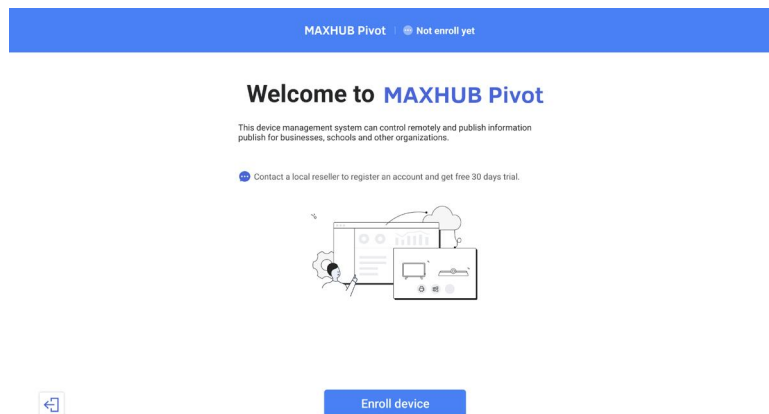 MAXHUB Pivot | Not enroll yet
Welcome to MAXHUB Pivot
This device management system can control remotely and publish information
publish for businesses, schools and other organizations.
Contact a local reseller to register an account and get free 30 days trial.
Enroll device